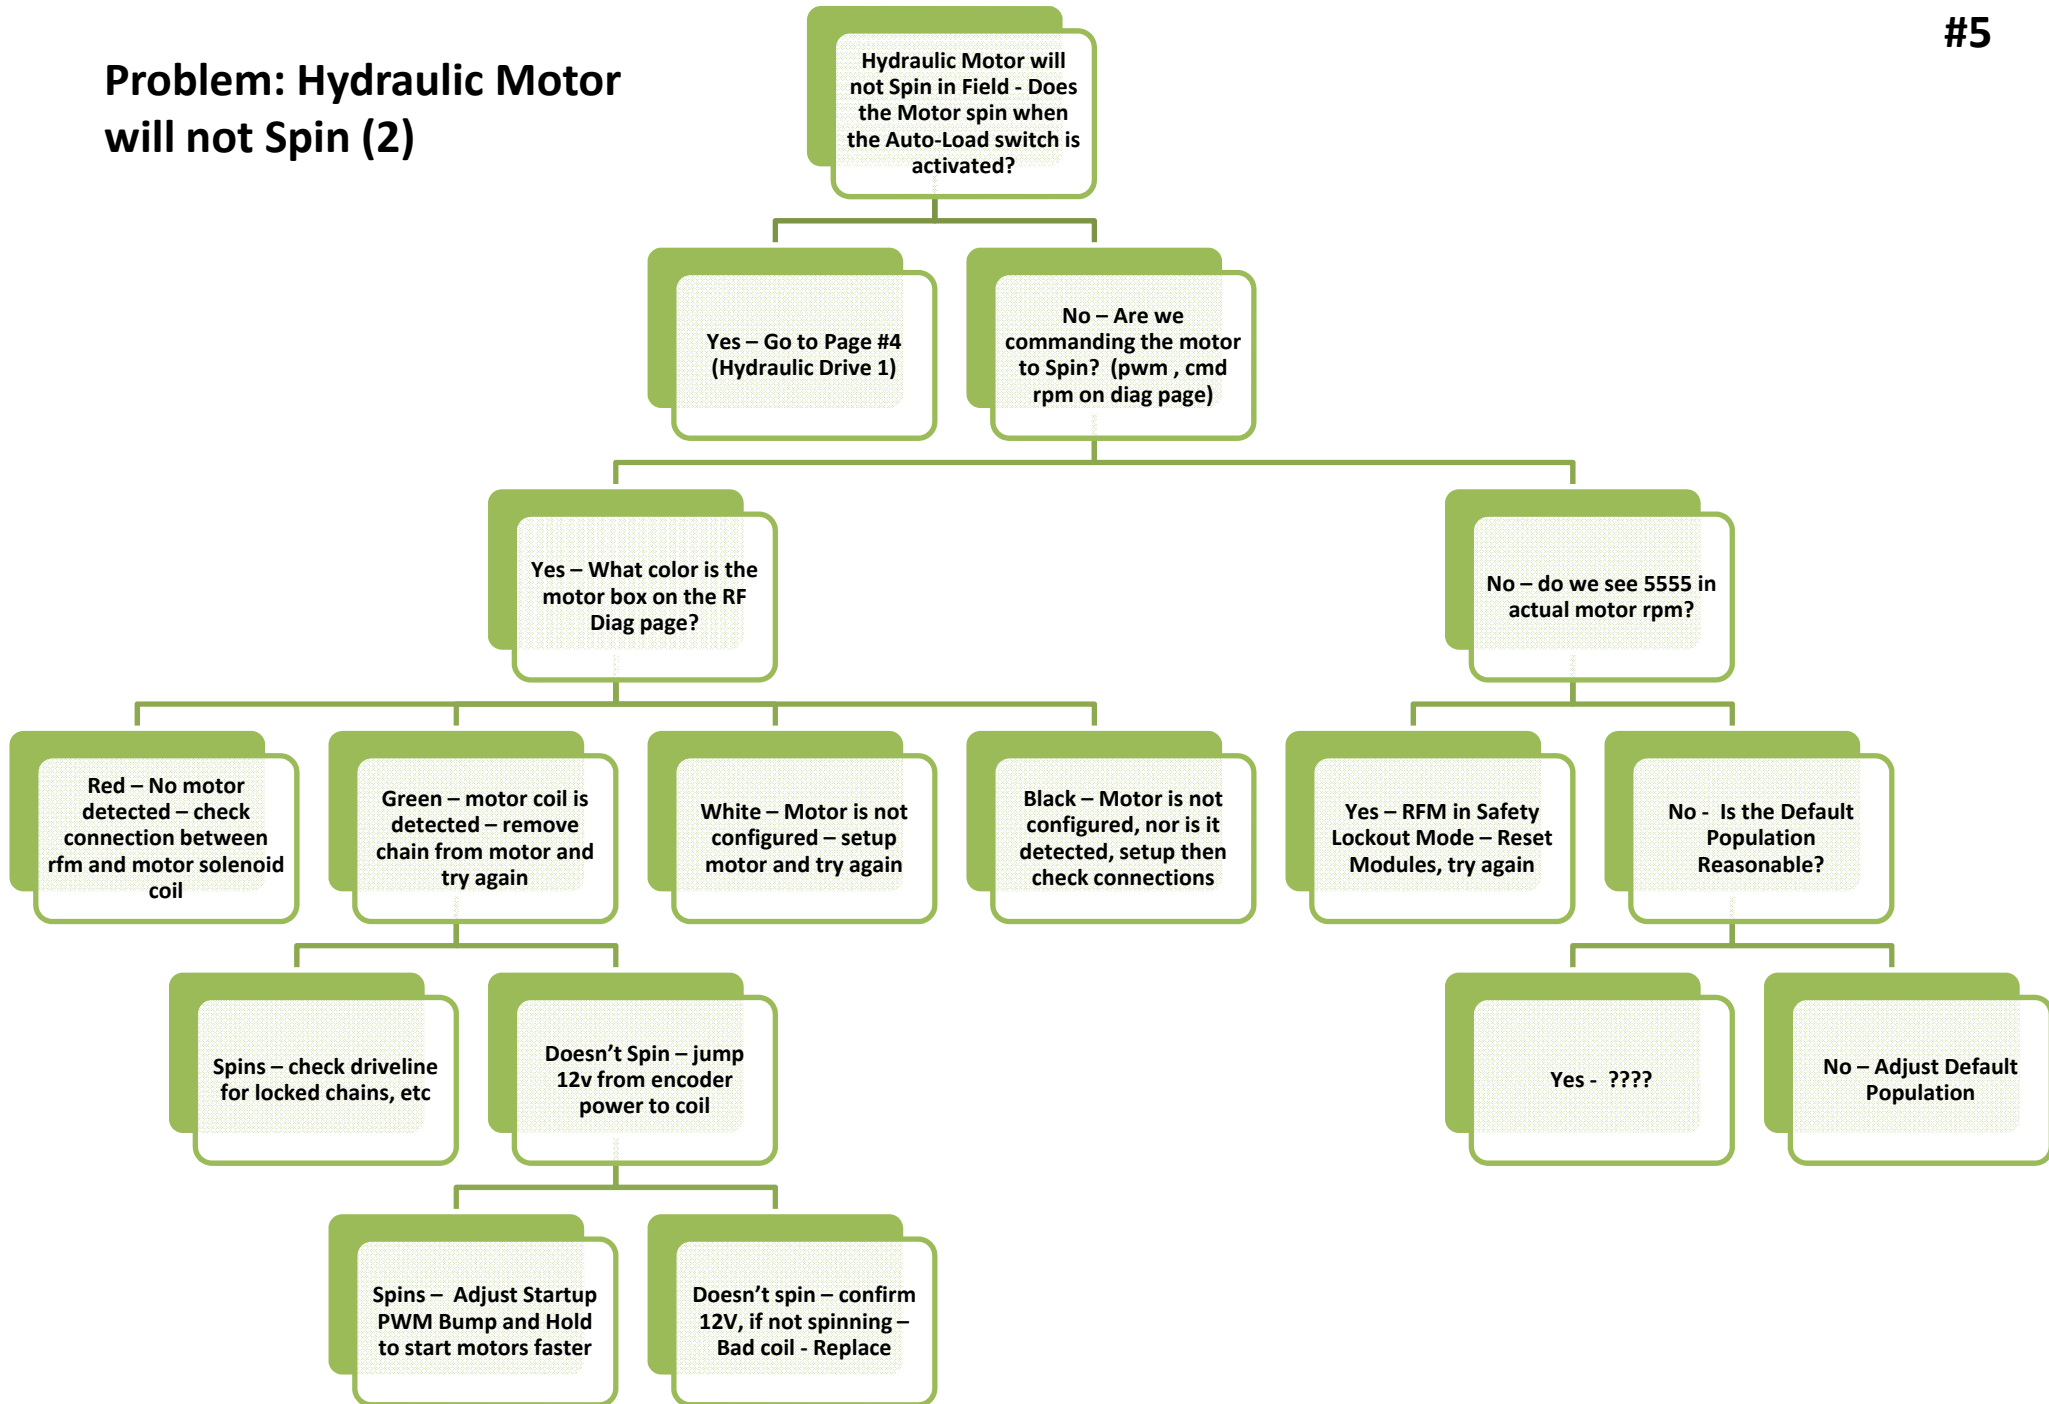 #5
Problem: Hydraulic Motor
will not Spin (2)
Hydraulic Motor will
not Spin in Field - Does
the Motor spin when
the Auto-Load switch is
activated?
Yes – Go to Page #4
(Hydraulic Drive 1)
No – Are we
commanding the motor
to Spin?  (pwm , cmd
rpm on diag page)
Yes – What color is the
motor box on the RF
Diag page?
No – do we see 5555 in
actual motor rpm?
Red – No motor
detected – check
connection between
rfm and motor solenoid
coil
Green – motor coil is
detected – remove
chain from motor and
try again
White – Motor is not
configured – setup
motor and try again
Black – Motor is not
configured, nor is it
detected, setup then
check connections
Yes – RFM in Safety
Lockout Mode – Reset
Modules, try again
No -  Is the Default
Population
Reasonable?
Spins – check driveline
for locked chains, etc
Doesn’t Spin – jump
12v from encoder
power to coil
Yes -  ????
No – Adjust Default
Population
Spins –  Adjust Startup
PWM Bump and Hold
to start motors faster
Doesn’t spin – confirm
12V, if not spinning –
Bad coil - Replace